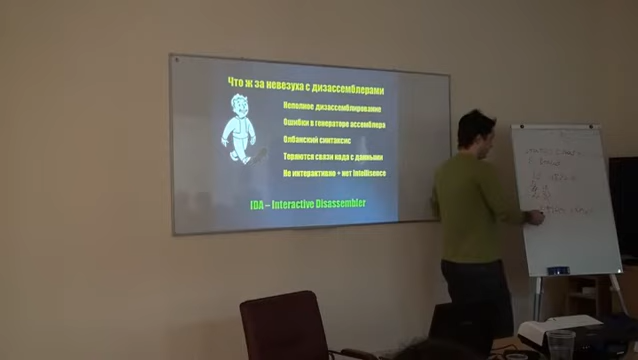 Что ж за невезуха с дизассемблерами
Неполное дизассемблирование
Ошибки в генераторе ассемблера
Олбанский синтаксис
Теряются связи кода с данными
Не интерактивно + нет Intellisence
IDA – Interactive Disassembler